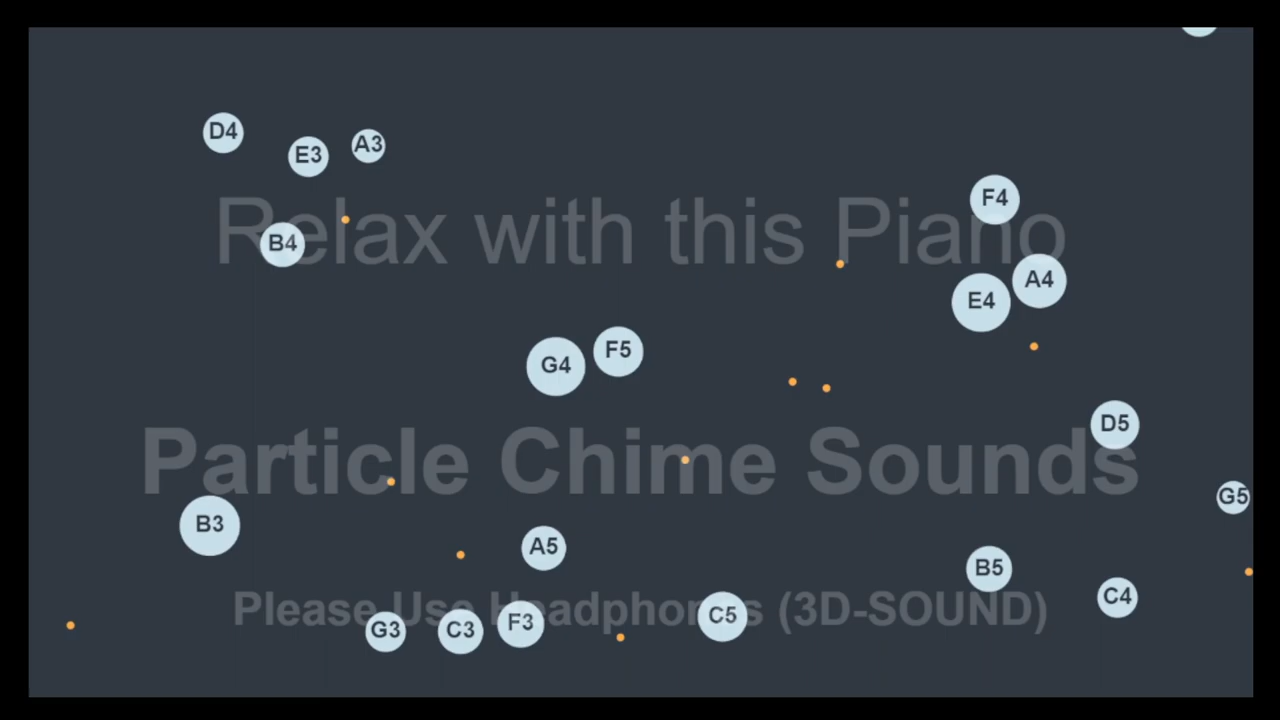 D4
E3
A3
F4
Relax with this Piano
B4
A4
E4
F5
G4
D5
Particle Chime Sounds
G5
B3
A5
B5
C4
Please Use Headphones (3D-SOUND)
G3
C3
F3
C5